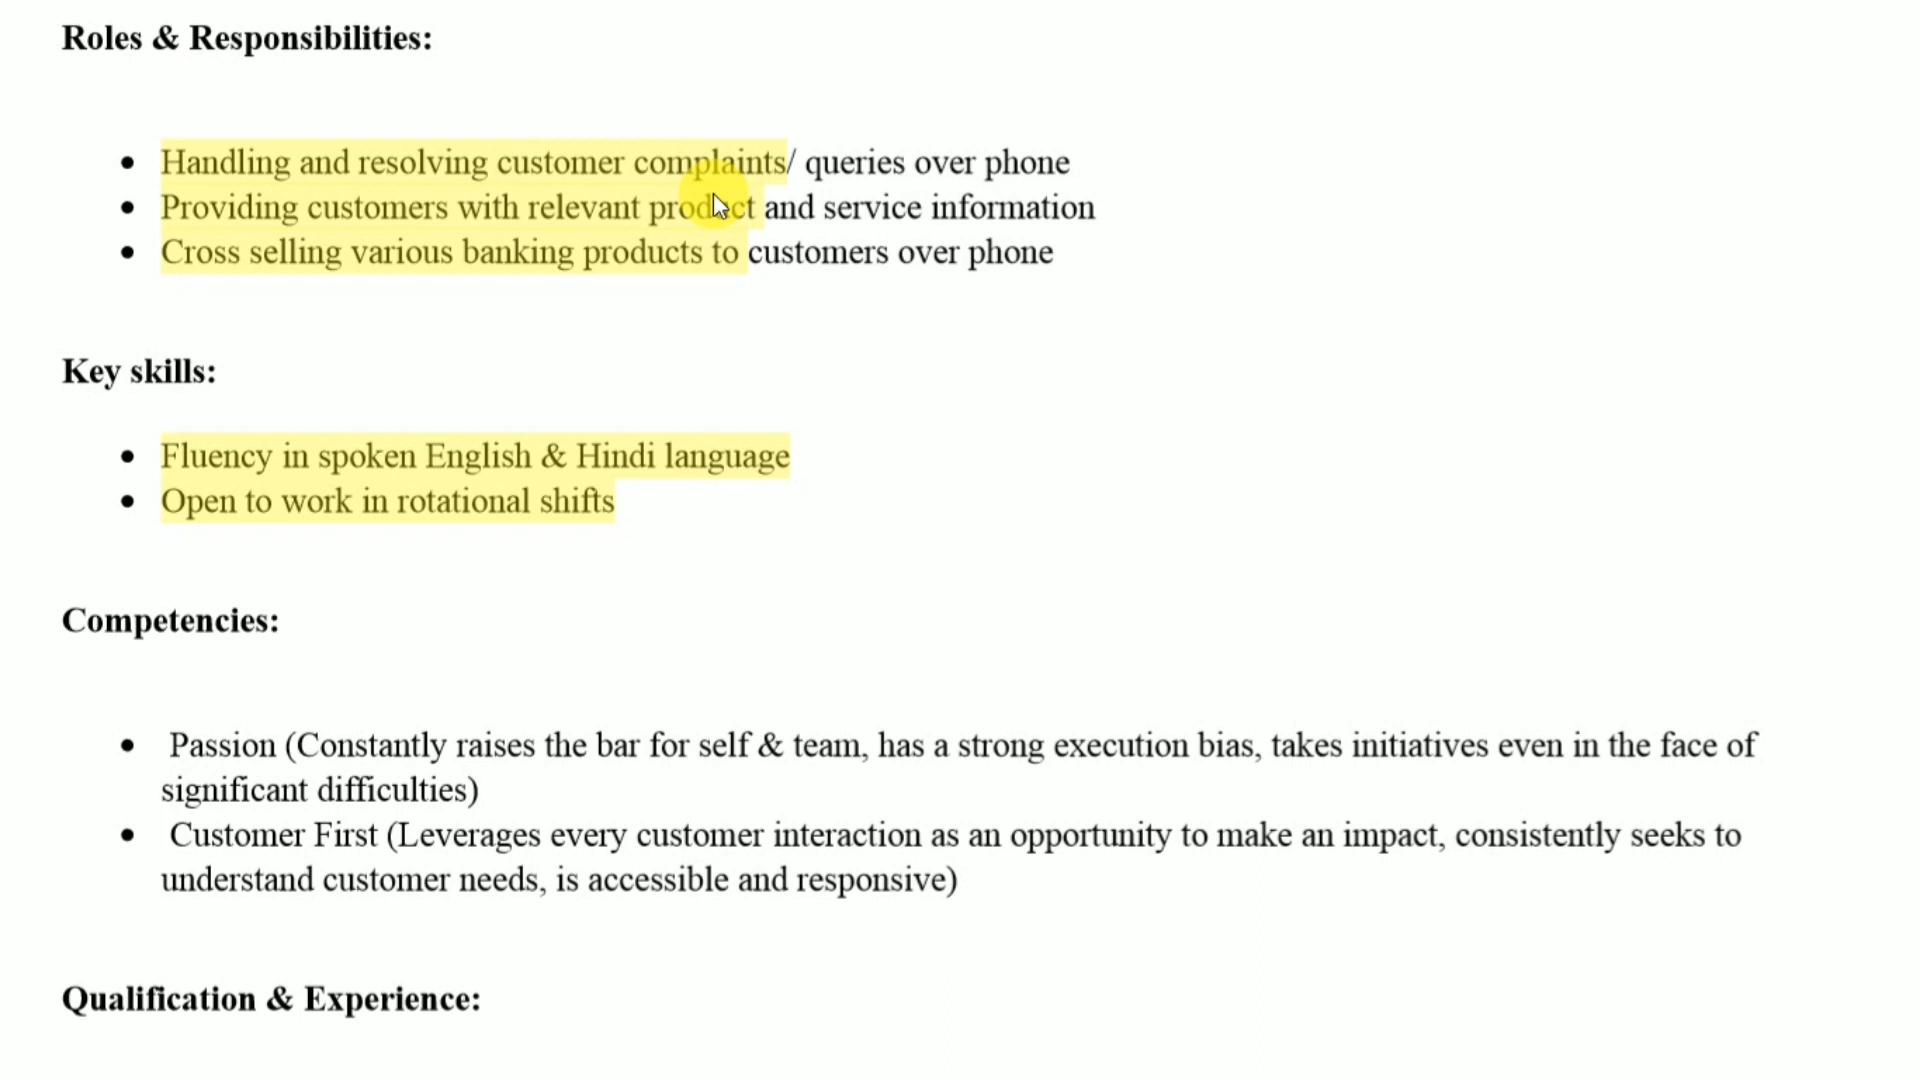 Roles & Responsibilities:
• Handling and resolving customer complaints/ queries over phone
• Providing customers with relevant product and service information
• Cross selling various banking products to customers over phone
Key skills:
• Fluency in spoken English & Hindi language
• Open to work in rotational shifts
Competencies:
• Passion (Constantly raises the bar for self & team, has a strong execution bias, takes initiatives even in the face of
significant difficulties)
• Customer First (Leverages every customer interaction as an opportunity to make an impact, consistently seeks to
understand customer needs, is accessible and responsive)
Qualification & Experience: